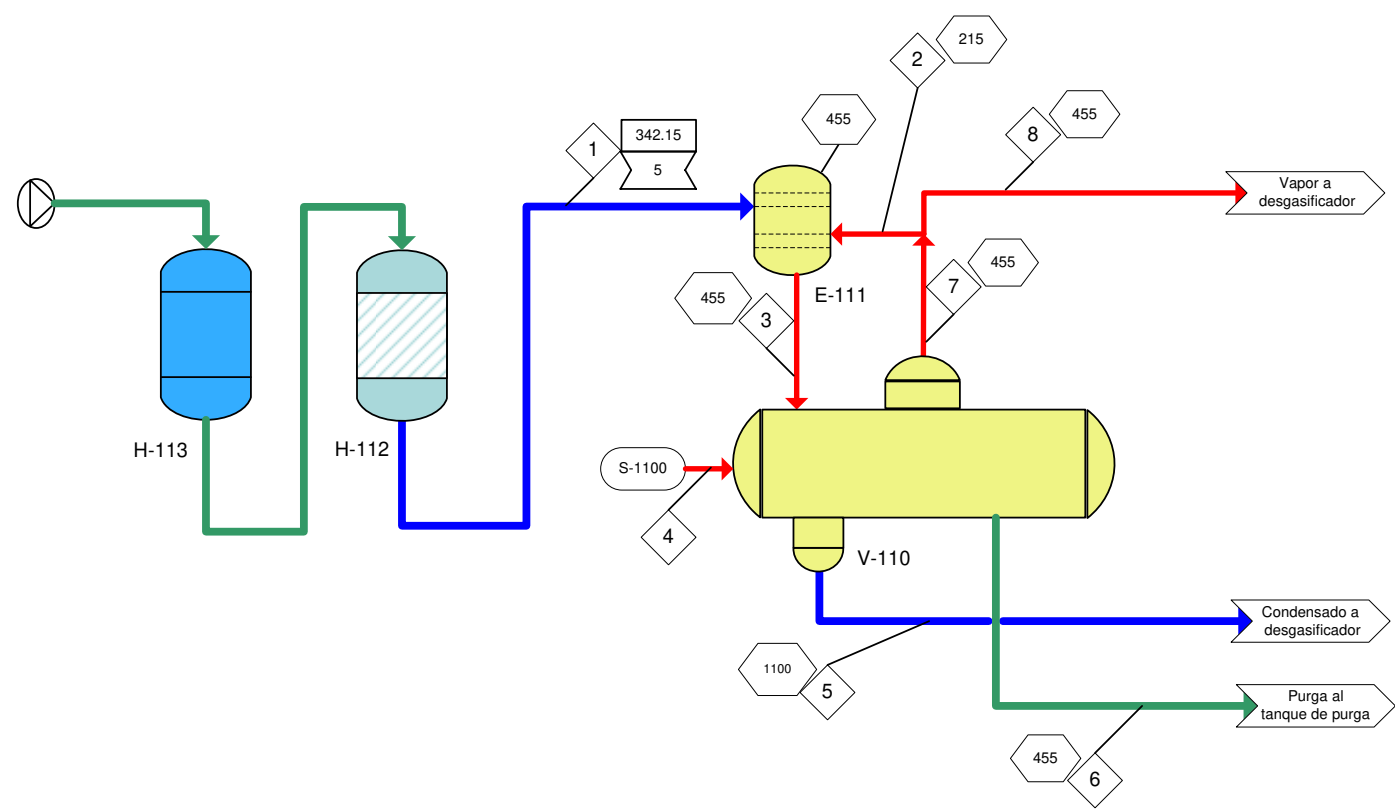 2
215
455
8
455
1
342.15
5
Vapor a
desgasificador
7
455
455
3
E-111
H-113
H-112
S-1100
4
V-110
Condensado a
desgasificador
1100
5
Purga al
tanque de purga
455
6